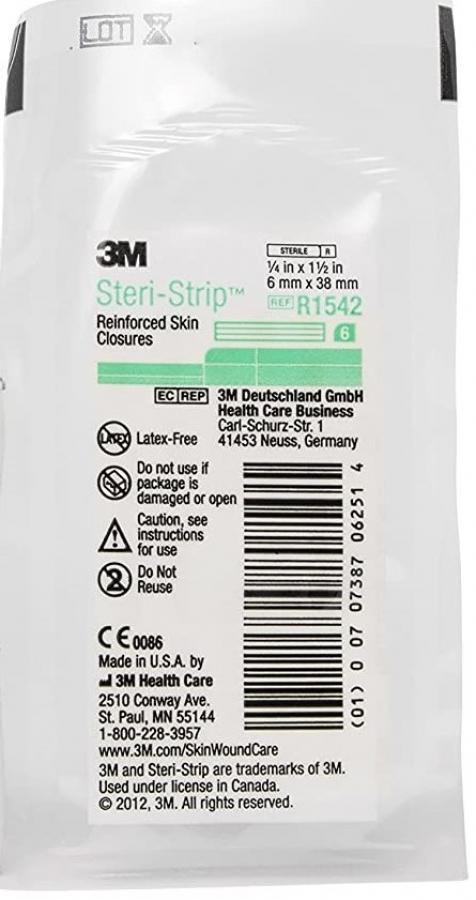 LOT
3M
Steri-Strip™
Reinforced Skin
Closures
STERILE R
¼ in x 1½ in
6 mm x 38 mm
REF R1542
6
EC REP 3M Deutschland GmbH
Health Care Business
Carl-Schurz-Str. 1
41453 Neuss, Germany
LATEX Latex-Free
Do not use if
package is
damaged or open
Caution, see
instructions
for use
2 Do Not
Reuse
(01) 0 07 07387 06251 4
CE 0086
Made in U.S.A. by
3M Health Care
2510 Conway Ave.
St. Paul, MN 55144
1-800-228-3957
www.3M.com/SkinWoundCare
3M and Steri-Strip are trademarks of 3M.
Used under license in Canada.
© 2012, 3M. All rights reserved.